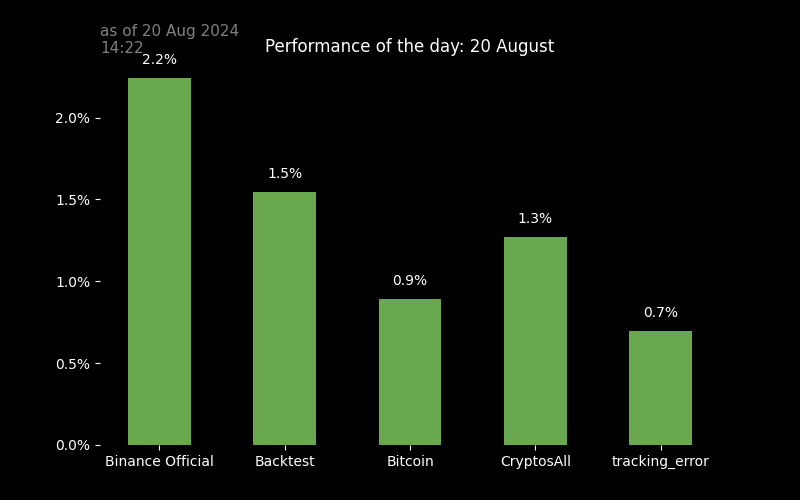 as of 20 Aug 2024
14:22
Performance of the day: 20 August
2.2%
1.5%
0.9%
1.3%
0.7%
2.0%
1.5%
1.0%
0.5%
0.0%
Binance Official
Backtest
Bitcoin
CryptosAll
tracking_error